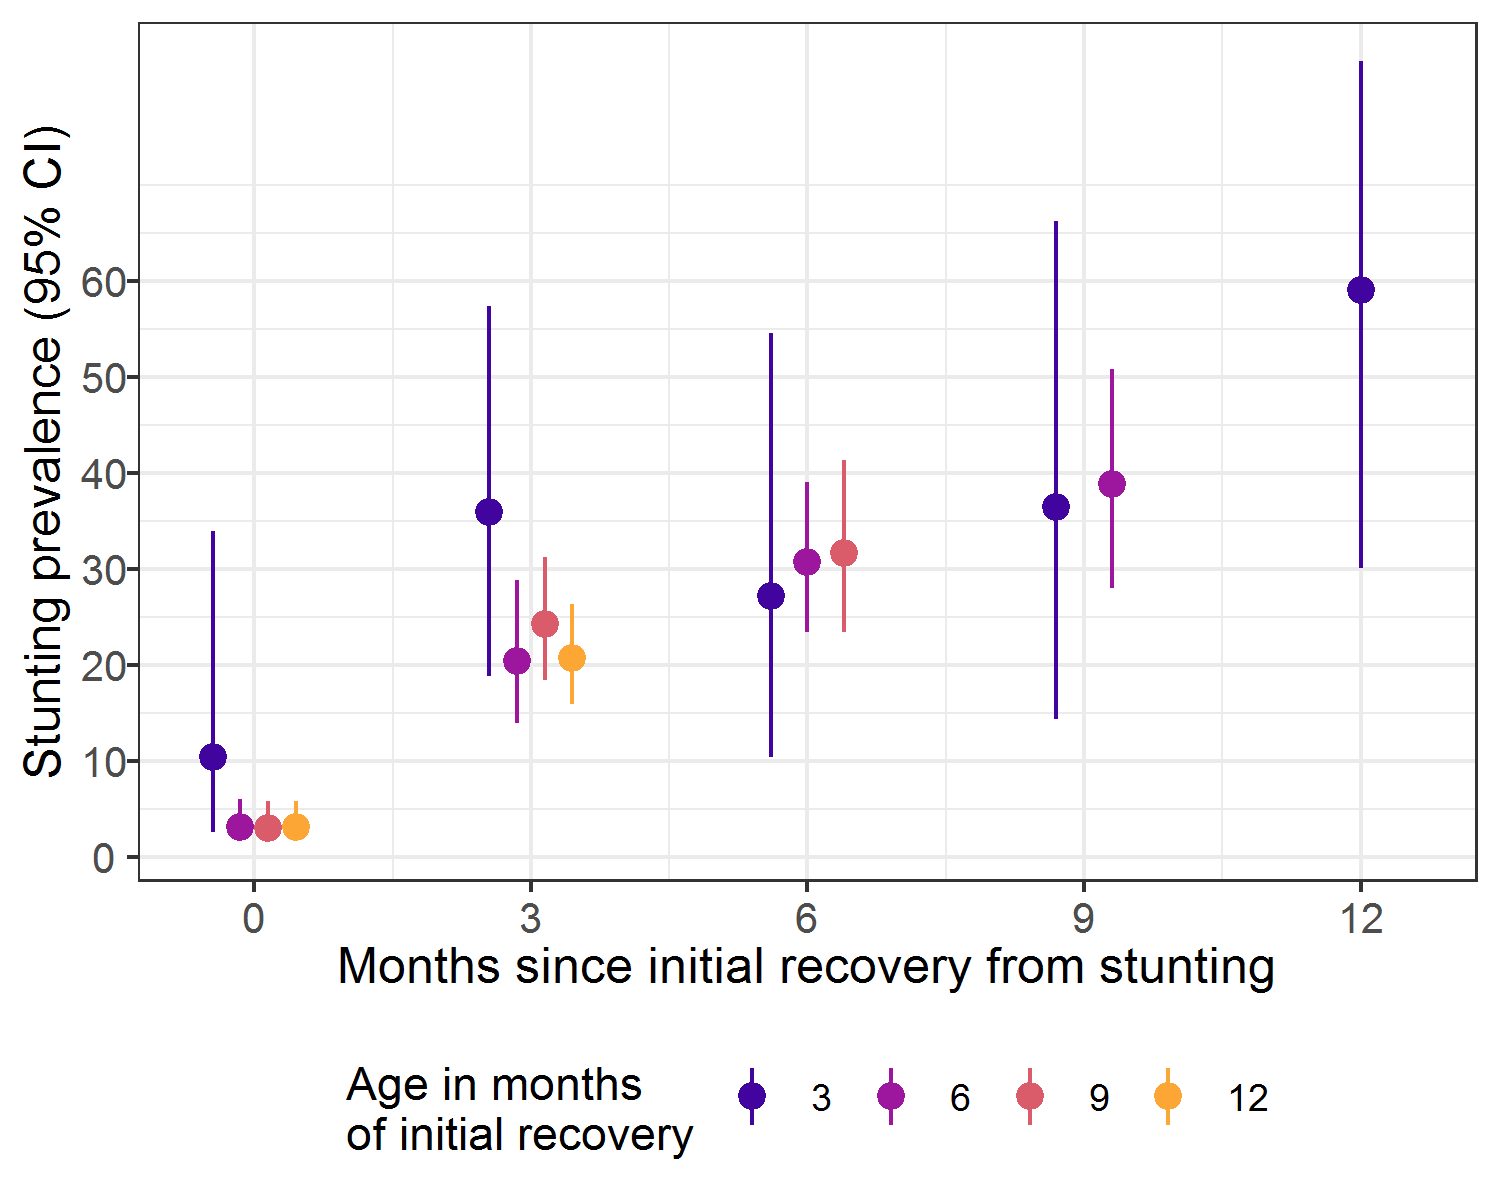 Stunting prevalence (95% CI)
60
50
40
30
20
10
0
0 3 6 9 12
Months since initial recovery from stunting
Age in months
of initial recovery
3 6 9 12